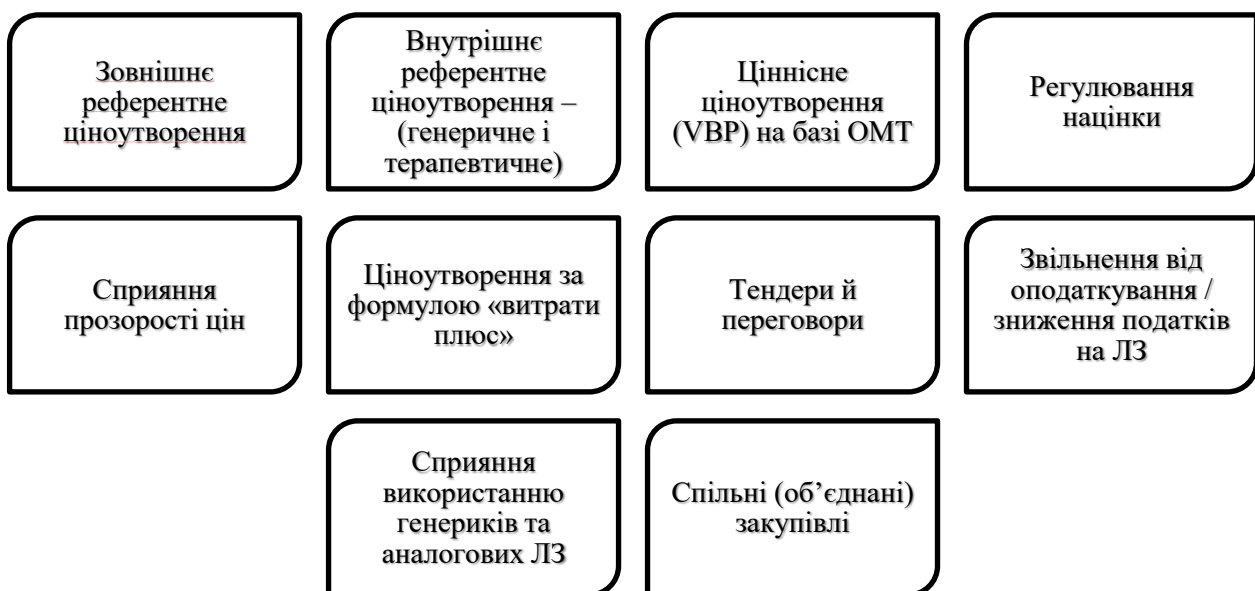 Зовнішнє
референтне
ціноутворення
Внутрішнє
референтне
ціноутворення –
(генеричне і
терапевтичне)
Ціннісне
ціноутворення
(VBP) на базі ОМТ
Регулювання
націнки
Сприяння
прозорості цін
Ціноутворення за
формулою «витрати
плюс»
Тендери й
переговори
Звільнення від
оподаткування /
зниження податків
на ЛЗ
Сприяння
використанню
генериків та
аналогових ЛЗ
Спільні (об’єднані)
закупівлі